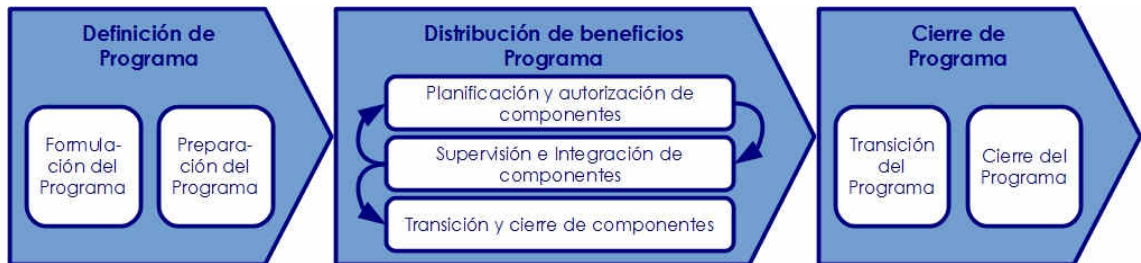 Definición de
Programa
Formula-
ción del
Programa
Prepara-
ción del
Programa
Distribución de beneficios
Programa
Planificación y autorización de
componentes
Supervisión e Integración de
componentes
Transición y cierre de componentes
Cierre de
Programa
Transición
del
Programa
Cierre del
Programa